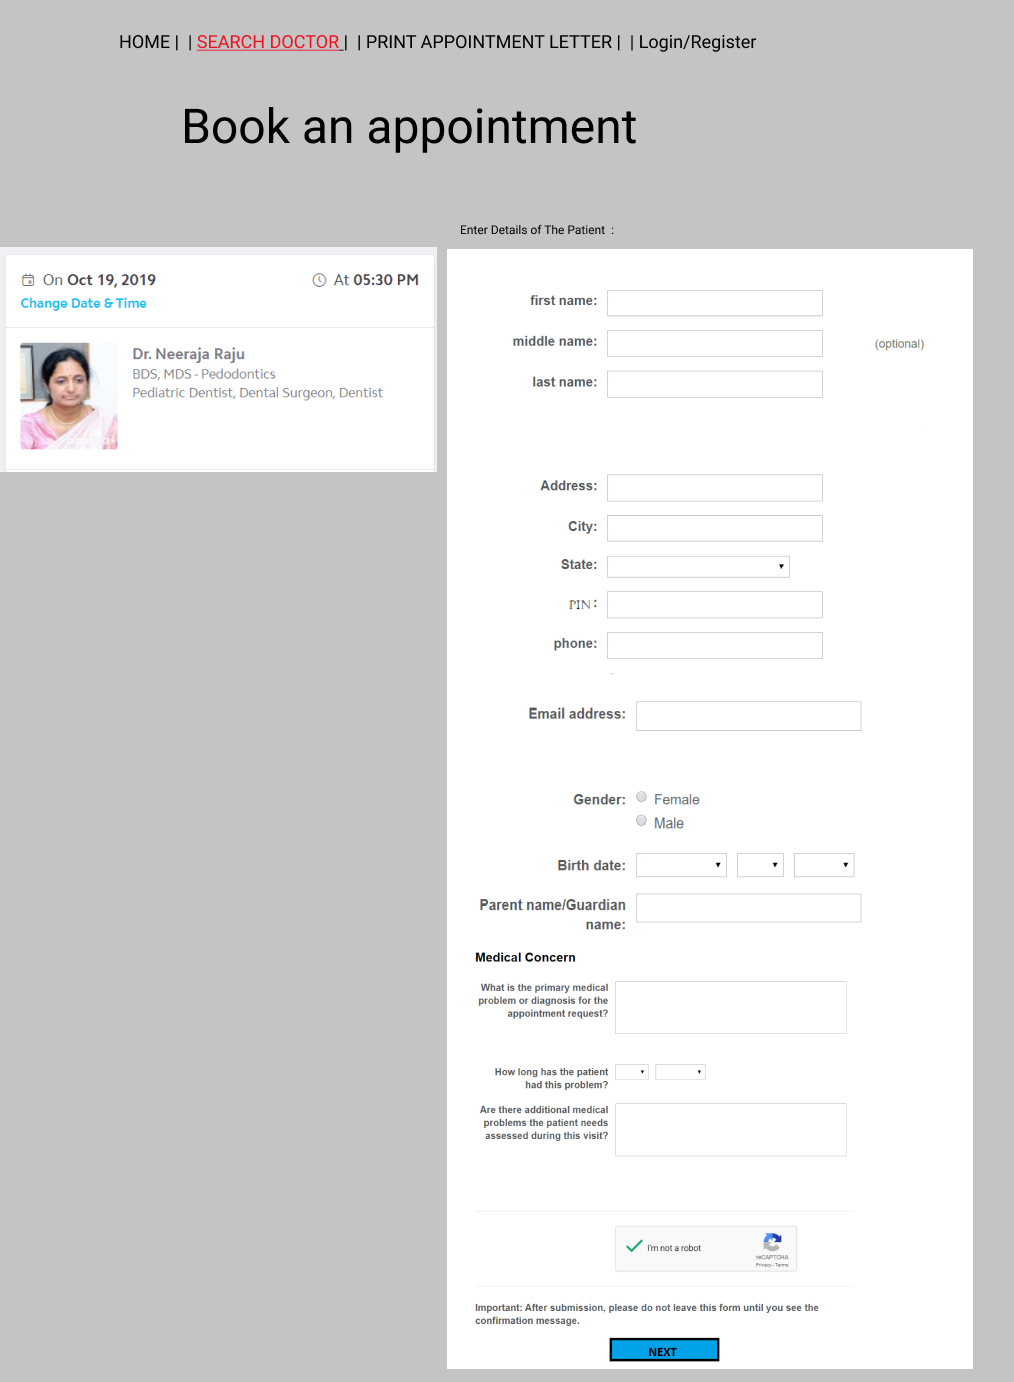 HOME |  | SEARCH DOCTOR |  | PRINT APPOINTMENT LETTER |  | Login/Register
Book an appointment
Enter Details of The Patient  :
On Oct 19, 2019
At 05:30 PM
Change Date & Time
Dr. Neeraja Raju
BDS, MDS - Pedodontics
Pediatric Dentist, Dental Surgeon, Dentist
first name:
middle name:
(optional)
last name:
Address:
City:
State:
PIN :
phone:
Email address:
Gender:
Female
Male
Birth date:
Parent name/Guardian
name:
Medical Concern
What is the primary medical
problem or diagnosis for the
appointment request?
How long has the patient
had this problem?
Are there additional medical
problems the patient needs
assessed during this visit?
I'm not a robot
reCAPTCHA
Privacy - Terms
Important: After submission, please do not leave this form until you see the
confirmation message.
NEXT